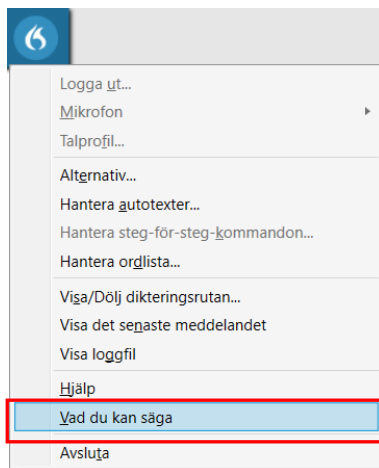 Logga ut...
Mikrofon
Talprofil...
Alternativ...
Hantera autotexter...
Hantera steg-för-steg-kommandon...
Hantera ordlista...
Visa/Dölj dikteringsrutan...
Visa det senaste meddelandet
Visa loggfil
Hjälp
Vad du kan säga
Avsluta